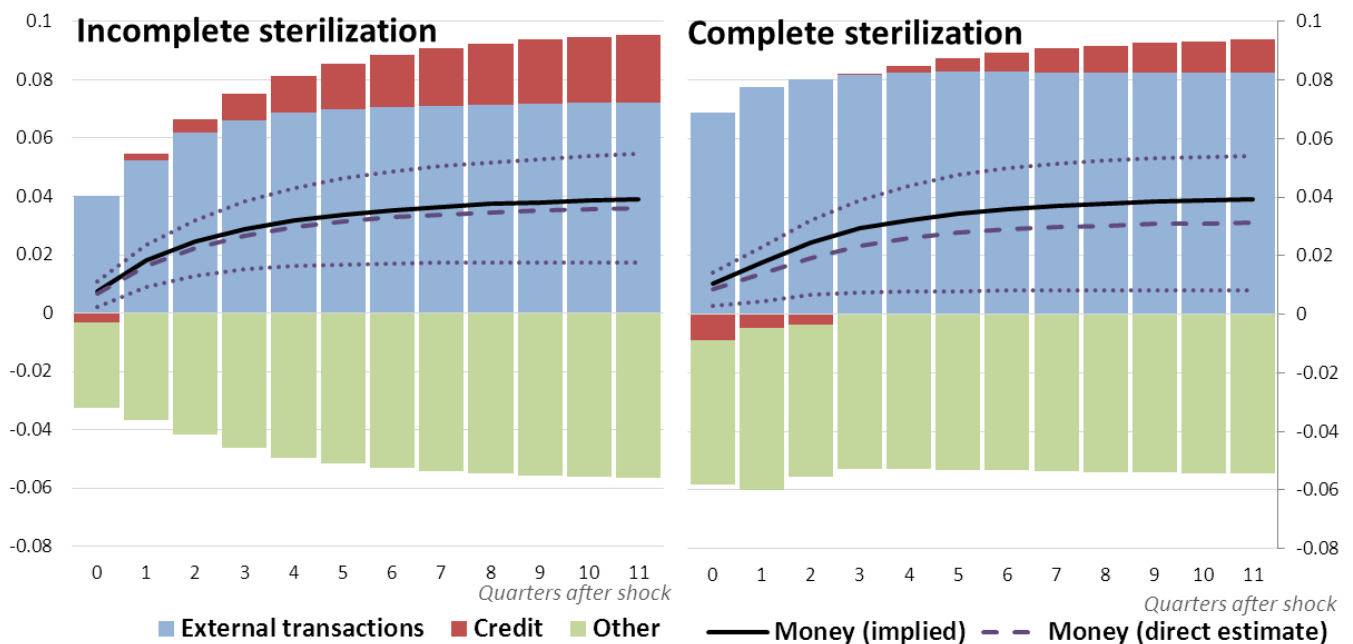 Incomplete sterilization
Complete sterilization
0.1
0.08
0.06
0.04
0.02
0
-0.02
-0.04
-0.06
-0.08
0.1
0.08
0.06
0.04
0.02
0
-0.02
-0.04
-0.06
-0.08
0 1 2 3 4 5 6 7 8 9 10 11
Quarters after shock
0 1 2 3 4 5 6 7 8 9 10 11
Quarters after shock
External transactions Credit Other Money (implied) Money (direct estimate)